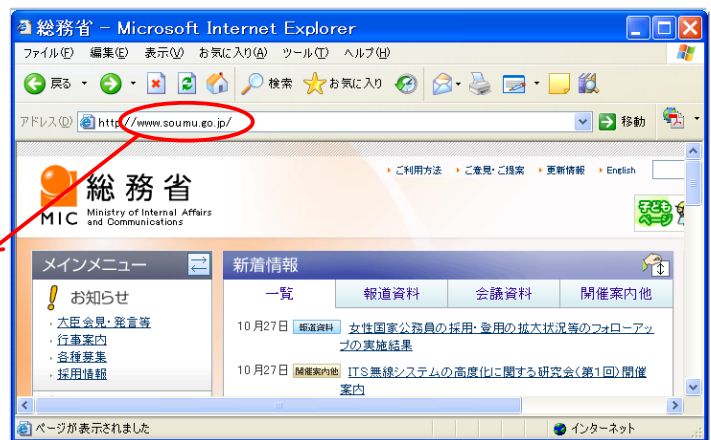 総務省 - Microsoft Internet Explorer
ファイル(F) 編集(E) 表示(V) お気に入り(A) ツール(T) ヘルプ(H)
戻る 検索 お気に入り
アドレス(D) http://www.soumu.go.jp/ 移動
ご利用方法 ご意見・ご提案 更新情報 English
総務省
MIC Ministry of Internal Affairs
and Communications
子ども
ページ
メインメニュー 新着情報
お知らせ 一覧 報道資料 会議資料 開催案内他
大臣会見・発言等
行事案内
各種募集
採用情報
10月27日 報道資料 女性国家公務員の採用・登用の拡大状況等のフォローアッ
プの実施結果
10月27日 開催案内他 ITS無線システムの高度化に関する研究会(第1回)開催
案内
ページが表示されました インターネット